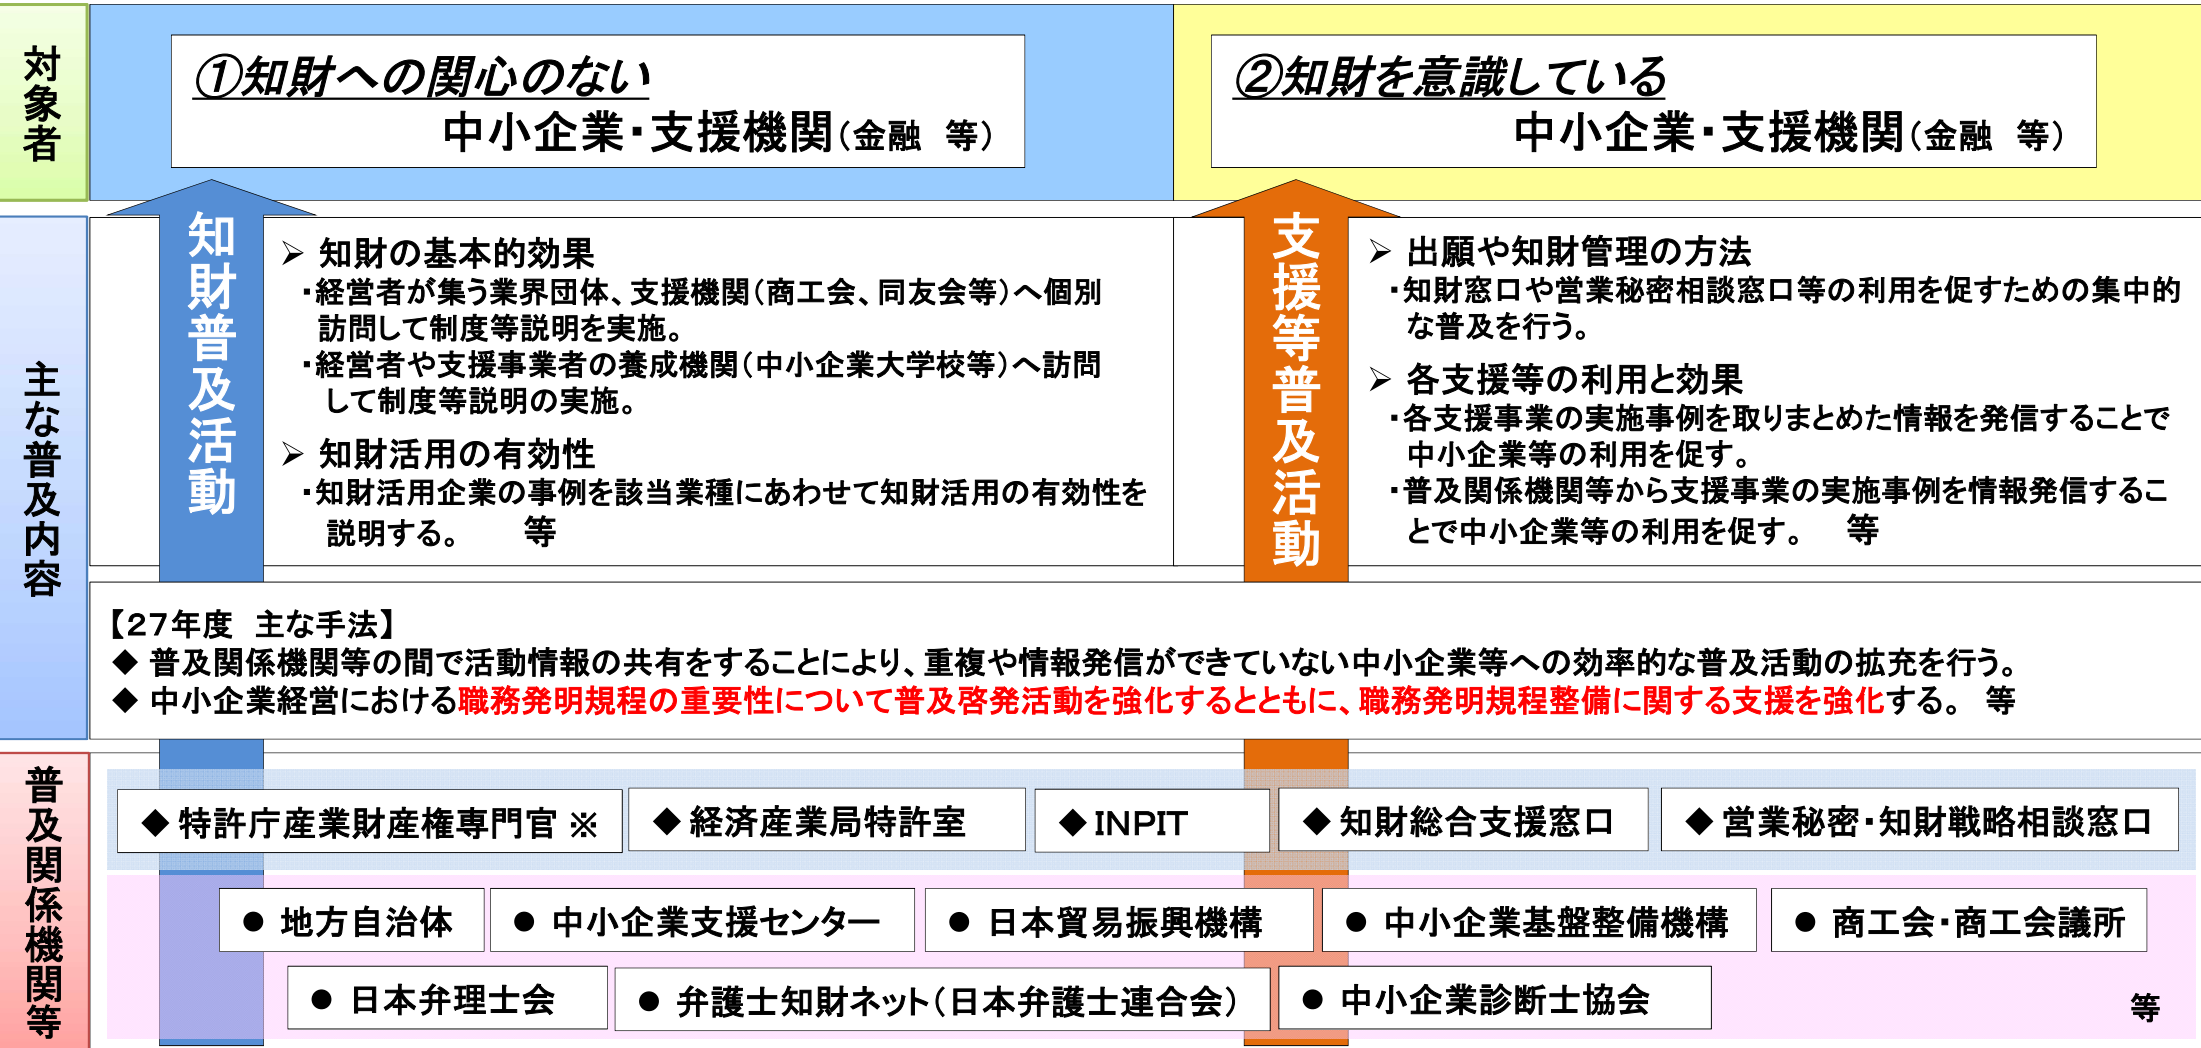 対象者
①知財への関心のない
中小企業・支援機関（金融　等）
②知財を意識している
中小企業・支援機関（金融　等）
主な普及内容
知財普及活動
➢ 知財の基本的効果
・経営者が集う業界団体、支援機関（商工会、同友会等）へ個別
訪問して制度等説明を実施。
・経営者や支援事業者の養成機関（中小企業大学校等）へ訪問
して制度等説明の実施。
➢ 知財活用の有効性
・知財活用企業の事例を該当業種にあわせて知財活用の有効性を
説明する。　　等
支援等普及活動
➢ 出願や知財管理の方法
・知財窓口や営業秘密相談窓口等の利用を促すための集中的
な普及を行う。
➢ 各支援等の利用と効果
・各支援事業の実施事例を取りまとめた情報を発信することで
中小企業等の利用を促す。
・普及関係機関等から支援事業の実施事例を情報発信するこ
とで中小企業等の利用を促す。　等
【27年度　主な手法】
◆ 普及関係機関等の間で活動情報の共有をすることにより、重複や情報発信ができていない中小企業等への効率的な普及活動の拡充を行う。
◆ 中小企業経営における職務発明規程の重要性について普及啓発活動を強化するとともに、職務発明規程整備に関する支援を強化する。　等
普及関係機関等
◆特許庁産業財産権専門官 ※
◆経済産業局特許室
◆INPIT
◆知財総合支援窓口
◆営業秘密・知財戦略相談窓口
● 地方自治体
● 中小企業支援センター
● 日本貿易振興機構
● 中小企業基盤整備機構
● 商工会・商工会議所
● 日本弁理士会
● 弁護士知財ネット（日本弁護士連合会）
● 中小企業診断士協会
等